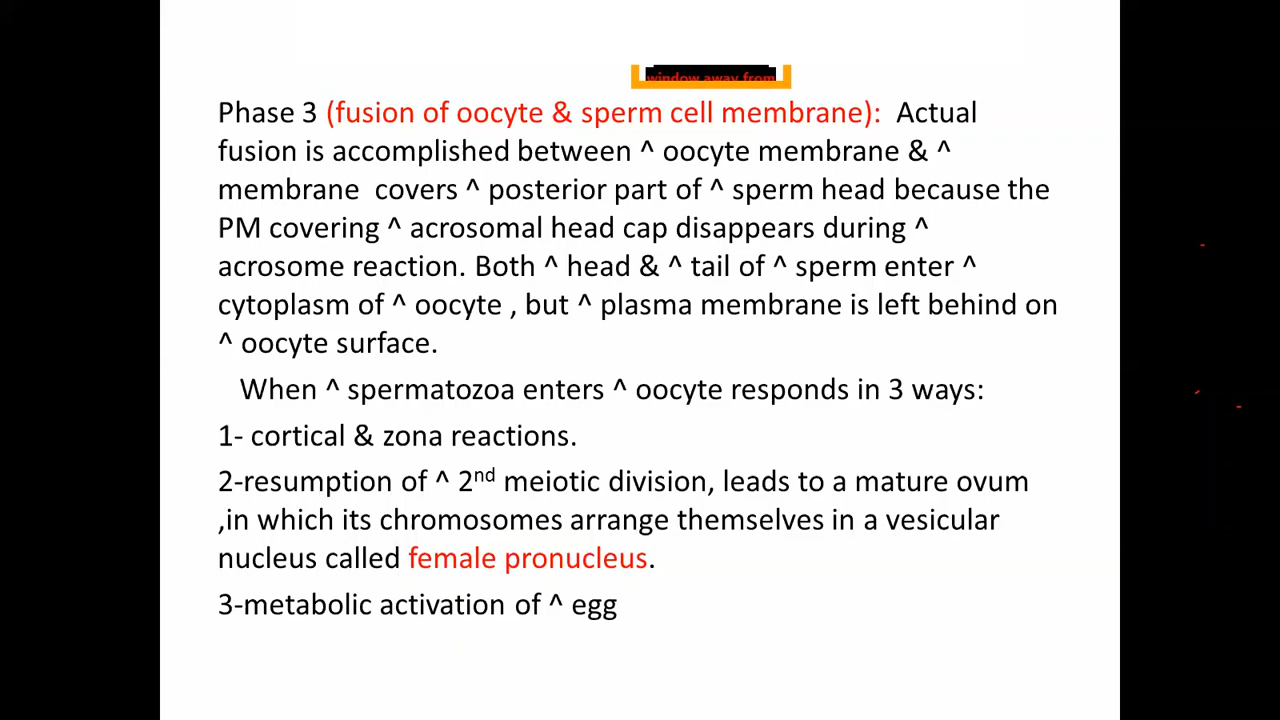 window away from
Phase 3 (fusion of oocyte & sperm cell membrane): Actual
fusion is accomplished between ^ oocyte membrane & ^
membrane covers ^ posterior part of ^ sperm head because the
PM covering ^ acrosomal head cap disappears during ^
acrosome reaction. Both ^ head & ^ tail of ^ sperm enter ^
cytoplasm of ^ oocyte , but ^ plasma membrane is left behind on
^ oocyte surface.
When ^ spermatozoa enters ^ oocyte responds in 3 ways:
1- cortical & zona reactions.
2-resumption of ^ 2nd meiotic division, leads to a mature ovum
,in which its chromosomes arrange themselves in a vesicular
nucleus called female pronucleus.
3-metabolic activation of ^ egg